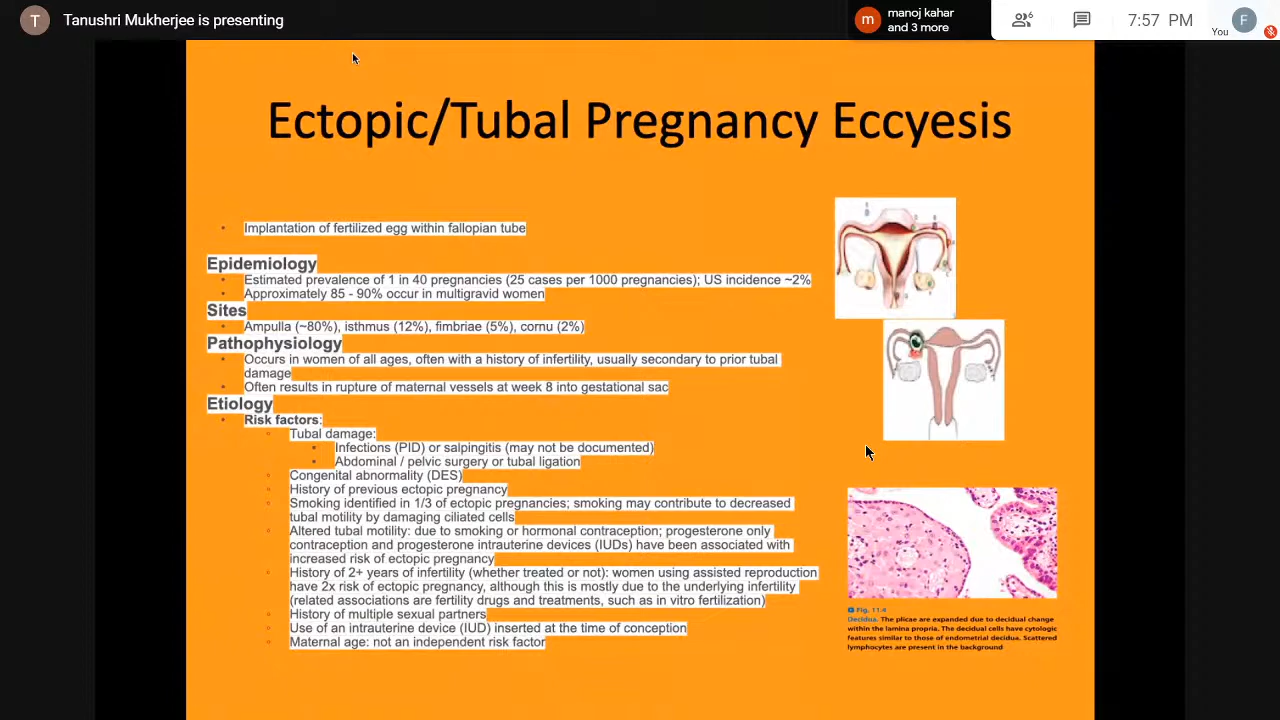 T Tanushri Mukherjee is presenting
m manoj kahar
and 3 more
6
7:57 PM
You
F
Ectopic/Tubal Pregnancy Eccyesis
• Implantation of fertilized egg within fallopian tube
Epidemiology
• Estimated prevalence of 1 in 40 pregnancies (25 cases per 1000 pregnancies); US incidence ~2%
• Approximately 85 - 90% occur in multigravid women
Sites
• Ampulla (~80%), isthmus (12%), fimbriae (5%), cornu (2%)
Pathophysiology
• Occurs in women of all ages, often with a history of infertility, usually secondary to prior tubal
damage
• Often results in rupture of maternal vessels at week 8 into gestational sac
Etiology
• Risk factors:
◦ Tubal damage:
▪ Infections (PID) or salpingitis (may not be documented)
▪ Abdominal / pelvic surgery or tubal ligation
◦ Congenital abnormality (DES)
◦ History of previous ectopic pregnancy
◦ Smoking identified in 1/3 of ectopic pregnancies; smoking may contribute to decreased
tubal motility by damaging ciliated cells
◦ Altered tubal motility: due to smoking or hormonal contraception; progesterone only
contraception and progesterone intrauterine devices (IUDs) have been associated with
increased risk of ectopic pregnancy
◦ History of 2+ years of infertility (whether treated or not): women using assisted reproduction
have 2x risk of ectopic pregnancy, although this is mostly due to the underlying infertility
(related associations are fertility drugs and treatments, such as in vitro fertilization)
◦ History of multiple sexual partners
◦ Use of an intrauterine device (IUD) inserted at the time of conception
◦ Maternal age: not an independent risk factor
Fig. 11.4
Decidua. The plicae are expanded due to decidual change
within the lamina propria. The decidual cells have cytologic
features similar to those of endometrial decidua. Scattered
lymphocytes are present in the background